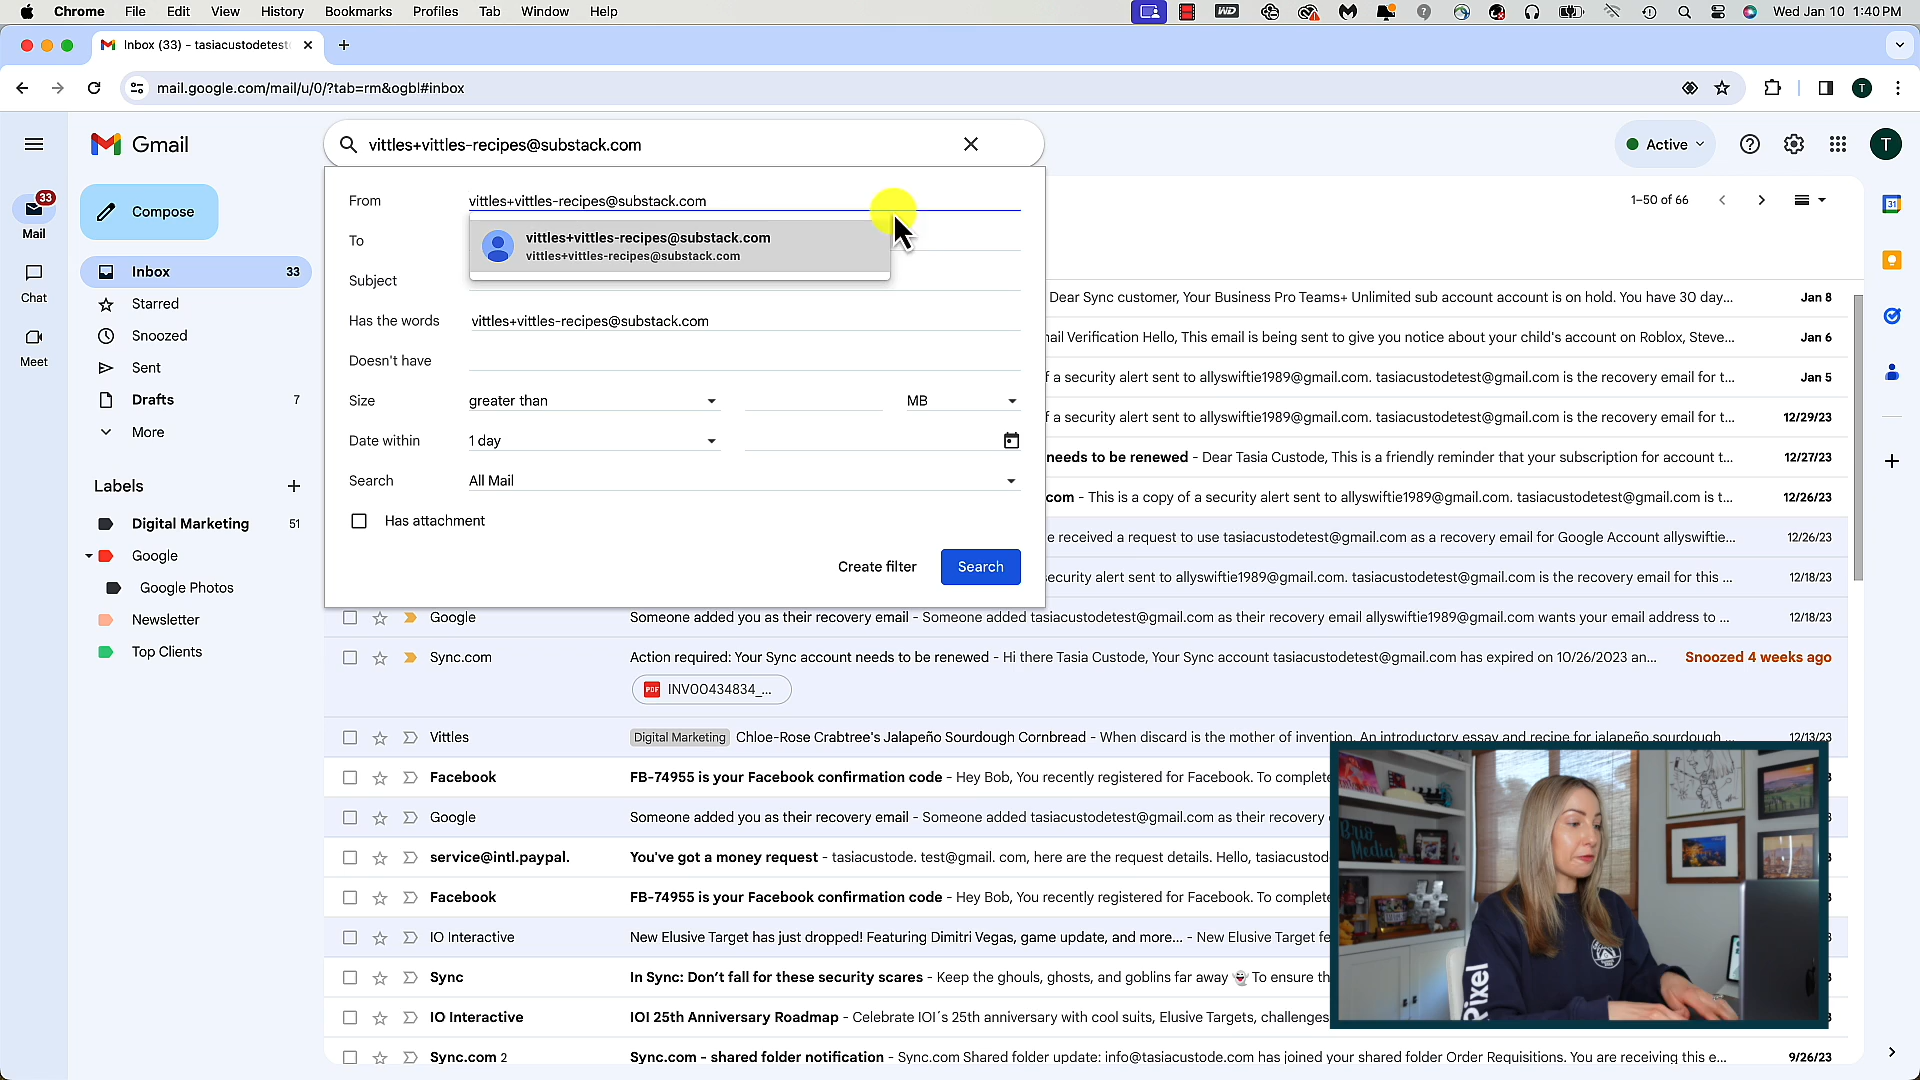 Chrome File Edit View History Bookmarks Profiles Tab Window Help WD Wed Jan 10 1:40 PM
Inbox (33) - tasiacustodetest
mail.google.com/mail/u/0/?tab=rm&ogbl#inbox T
Gmail
vittles+vittles-recipes@substack.com
Active T
33
Mail
Chat
Meet
Compose
Inbox 33
Starred
Snoozed
Sent
Drafts 7
More
Labels
Digital Marketing 51
Google
Google Photos
Newsletter
Top Clients
From vittles+vittles-recipes@substack.com
vittles+vittles-recipes@substack.com
vittles+vittles-recipes@substack.com
To
Subject
Has the words vittles+vittles-recipes@substack.com
Doesn't have
Size greater than MB
Date within 1 day
Search All Mail
Has attachment
Create filter Search
1–50 of 66
31
Dear Sync customer, Your Business Pro Teams+ Unlimited sub account account is on hold. You have 30 day... Jan 8
ail Verification Hello, This email is being sent to give you notice about your child's account on Roblox, Steve... Jan 6
f a security alert sent to allyswiftie1989@gmail.com. tasiacustodetest@gmail.com is the recovery email for t... Jan 5
f a security alert sent to allyswiftie1989@gmail.com. tasiacustodetest@gmail.com is the recovery email for t... 12/29/23
needs to be renewed - Dear Tasia Custode, This is a friendly reminder that your subscription for account t... 12/27/23
com - This is a copy of a security alert sent to allyswiftie1989@gmail.com. tasiacustodetest@gmail.com is t... 12/26/23
e received a request to use tasiacustodetest@gmail.com as a recovery email for Google Account allyswiftie... 12/26/23
ecurity alert sent to allyswiftie1989@gmail.com. tasiacustodetest@gmail.com is the recovery email for this ... 12/18/23
Google Someone added you as their recovery email - Someone added tasiacustodetest@gmail.com as their recovery email allyswiftie1989@gmail.com wants your email address to ... 12/18/23
Sync.com Action required: Your Sync account needs to be renewed - Hi there Tasia Custode, Your Sync account tasiacustodetest@gmail.com has expired on 10/26/2023 an... Snoozed 4 weeks ago
PDF INV00434834_...
Vittles Digital Marketing Chloe-Rose Crabtree's Jalapeño Sourdough Cornbread - When discard is the mother of invention. An introductory essay and recipe for jalapeño sourdough ... 12/13/23
Facebook FB-74955 is your Facebook confirmation code - Hey Bob, You recently registered for Facebook. To complete
Google Someone added you as their recovery email - Someone added tasiacustodetest@gmail.com as their recovery
service@intl.paypal. You've got a money request - tasiacustode. test@gmail. com, here are the request details. Hello, tasiacustod
Facebook FB-74955 is your Facebook confirmation code - Hey Bob, You recently registered for Facebook. To complete
IO Interactive New Elusive Target has just dropped! Featuring Dimitri Vegas, game update, and more... - New Elusive Target fe
Sync In Sync: Don't fall for these security scares - Keep the ghouls, ghosts, and goblins far away 👻 To ensure th
IO Interactive IOI 25th Anniversary Roadmap - Celebrate IOI´s 25th anniversary with cool suits, Elusive Targets, challenges
Sync.com 2 Sync.com - shared folder notification - Sync.com Shared folder update: info@tasiacustode.com has joined your shared folder Order Requisitions. You are receiving this e... 9/26/23
Brio
Media
Pixel